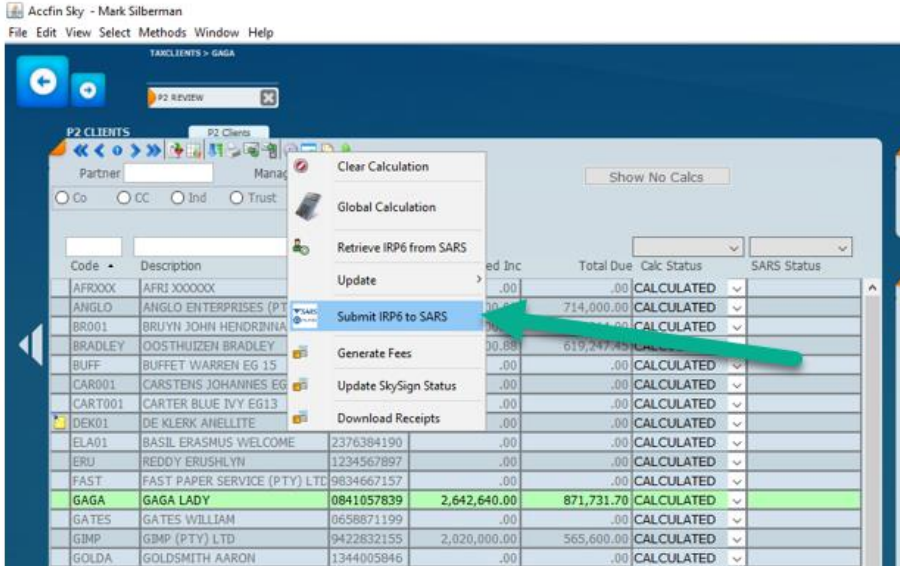 Accfin Sky - Mark Silberman
File Edit View Select Methods Window Help
TAXCLIENTS > GAGA
P2 REVIEW
P2 CLIENTS P2 Clients
Partner Manag
Show No Calcs
Co CC Ind Trust
Clear Calculation
Global Calculation
Retrieve IRP6 from SARS
Update
Submit IRP6 to SARS
Generate Fees
Update SkySign Status
Download Receipts
Code Description ed Inc Total Due Calc Status SARS Status
AFRXXX AFRI XXXXXX .00 .00 CALCULATED
ANGLO ANGLO ENTERPRISES (PT 714,000.00 CALCULATED
BR001 BRUYN JOHN HENDRINNA CALCULATED
BRADLEY OOSTHUIZEN BRADLEY 619,247.45 CALCULATED
BUFF BUFFET WARREN EG 15 .00 .00 CALCULATED
CAR001 CARSTENS JOHANNES EG .00 .00 CALCULATED
CART001 CARTER BLUE IVY EG13 .00 .00 CALCULATED
DEK01 DE KLERK ANELLITE .00 .00 CALCULATED
ELA01 BASIL ERASMUS WELCOME 2376384190 .00 .00 CALCULATED
ERU REDDY ERUSHLYN 1234567897 .00 .00 CALCULATED
FAST FAST PAPER SERVICE (PTY) LTD 9834667157 .00 .00 CALCULATED
GAGA GAGA LADY 0841057839 2,642,640.00 871,731.70 CALCULATED
GATES GATES WILLIAM 0658871199 .00 .00 CALCULATED
GIMP GIMP (PTY) LTD 9422832155 2,020,000.00 565,600.00 CALCULATED
GOLDA GOLDSMITH AARON 1344005846 .00 .00 CALCULATED